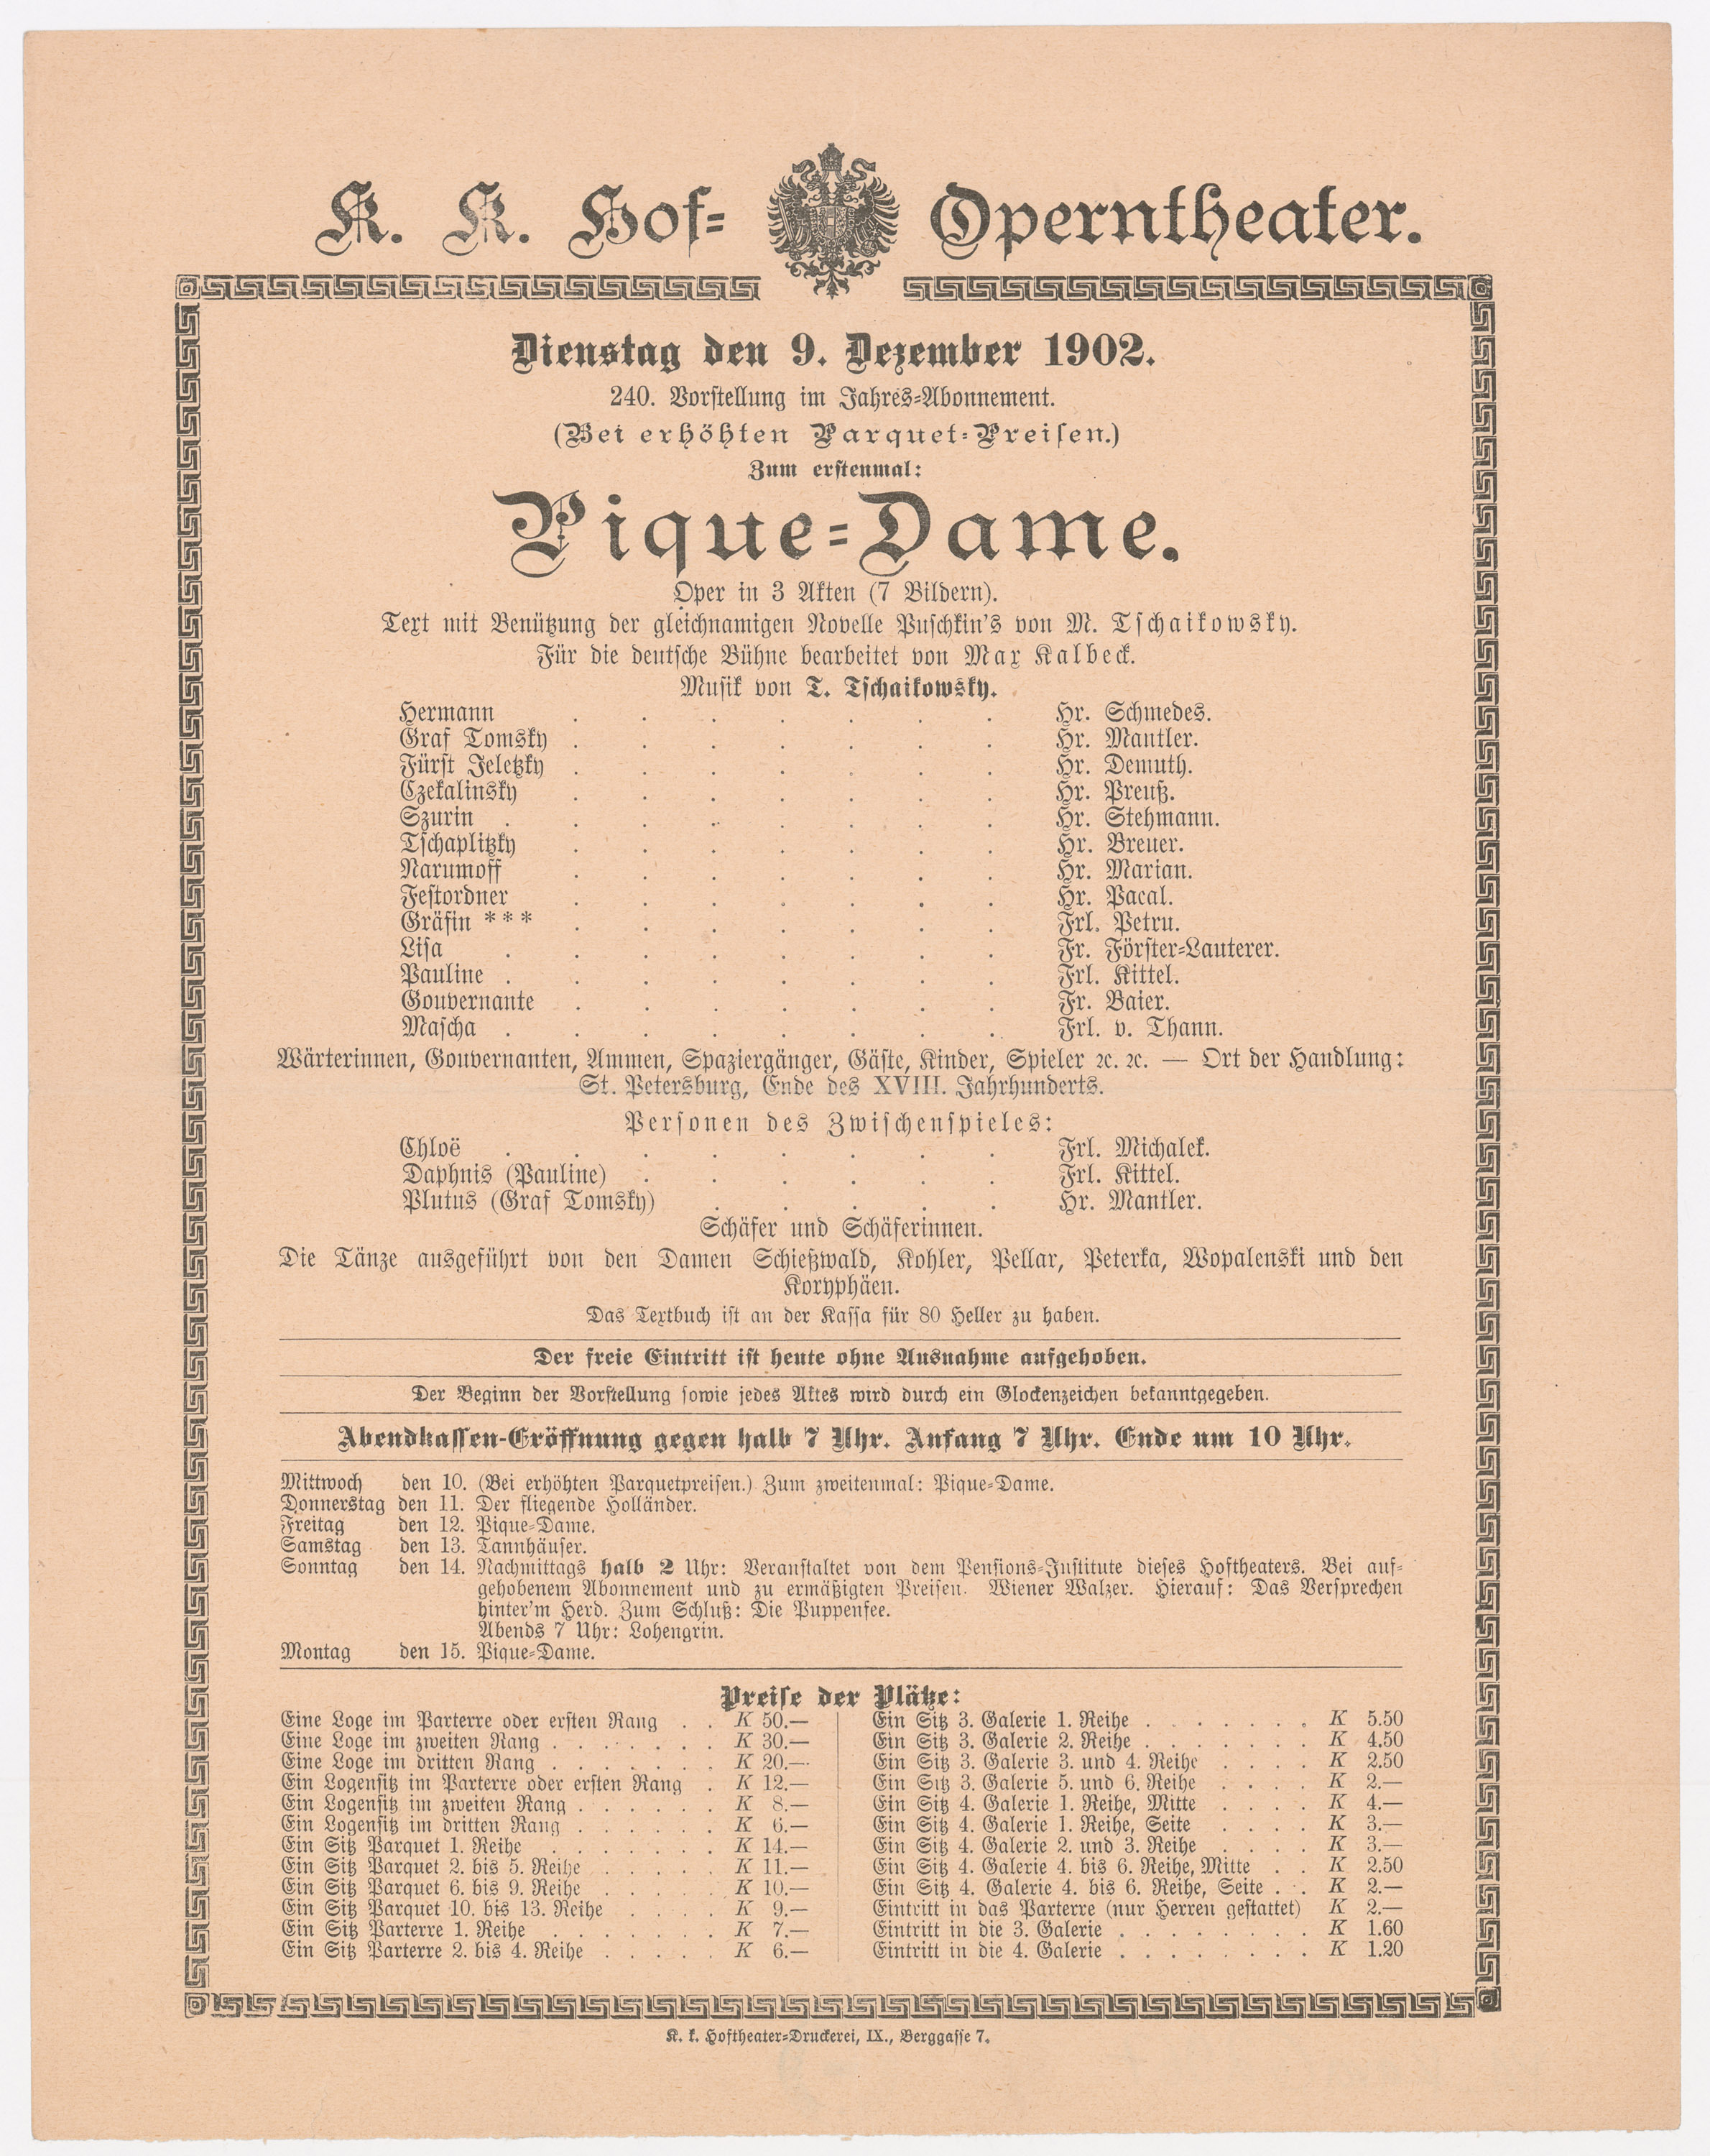 K. K. Hof-Operntheater.
Dienstag den 9. Dezember 1902.
240. Vorstellung im Jahres-Abonnement.
(Bei erhöhten Parquet-Preisen.)
Zum erstenmal:
Pique-Dame.
Oper in 3 Akten (7 Bildern).
Text mit Benützung der gleichnamigen Novelle Puschkin's von M. Tschaikowsky.
Für die deutsche Bühne bearbeitet von Max Kalbeck.
Musik von T. Tschaikowsky.
Hermann . . . . . . . Hr. Schmedes.
Graf Tomsky . . . . . . . Hr. Mantler.
Fürst Jeletzky . . . . . . . Hr. Demuth.
Czekalinsky . . . . . . . Hr. Preuß.
Szurin . . . . . . . . Hr. Stehmann.
Tschaplitzky . . . . . . . Hr. Breuer.
Narumoff . . . . . . . Hr. Marian.
Festordner . . . . . . . Hr. Pacal.
Gräfin * * * . . . . . . . Frl. Petru.
Lisa . . . . . . . . Fr. Förster-Lauterer.
Pauline . . . . . . . . Frl. Kittel.
Gouvernante . . . . . . . Fr. Baier.
Mascha . . . . . . . . Frl. v. Thann.
Wärterinnen, Gouvernanten, Ammen, Spaziergänger, Gäste, Kinder, Spieler ꝛc. ꝛc. — Ort der Handlung:
St. Petersburg, Ende des XVIII. Jahrhunderts.
Personen des Zwischenspieles:
Chloë . . . . . . . . Frl. Michalek.
Daphnis (Pauline) . . . . . . Frl. Kittel.
Plutus (Graf Tomsky) . . . . . Hr. Mantler.
Schäfer und Schäferinnen.
Die Tänze ausgeführt von den Damen Schießwald, Kohler, Pellar, Peterka, Wopalenski und den
Koryphäen.
Das Textbuch ist an der Kassa für 80 Heller zu haben.
Der freie Eintritt ist heute ohne Ausnahme aufgehoben.
Der Beginn der Vorstellung sowie jedes Aktes wird durch ein Glockenzeichen bekanntgegeben.
Abendkassen-Eröffnung gegen halb 7 Uhr. Anfang 7 Uhr. Ende um 10 Uhr.
Mittwoch den 10. (Bei erhöhten Parquetpreisen.) Zum zweitenmal: Pique-Dame.
Donnerstag den 11. Der fliegende Holländer.
Freitag den 12. Pique-Dame.
Samstag den 13. Tannhäuser.
Sonntag den 14. Nachmittags halb 2 Uhr: Veranstaltet von dem Pensions-Institute dieses Hoftheaters. Bei auf-
gehobenem Abonnement und zu ermäßigten Preisen. Wiener Walzer. Hierauf: Das Versprechen
hinter'm Herd. Zum Schluß: Die Puppenfee.
Abends 7 Uhr: Lohengrin.
Montag den 15. Pique-Dame.
Preise der Plätze:
Eine Loge im Parterre oder ersten Rang . . K 50.—
Eine Loge im zweiten Rang . . . . . . . K 30.—
Eine Loge im dritten Rang . . . . . . . K 20.—
Ein Logensitz im Parterre oder ersten Rang . K 12.—
Ein Logensitz im zweiten Rang . . . . . . K 8.—
Ein Logensitz im dritten Rang . . . . . . K 6.—
Ein Sitz Parquet 1. Reihe . . . . . . . K 14.—
Ein Sitz Parquet 2. bis 5. Reihe . . . . . K 11.—
Ein Sitz Parquet 6. bis 9. Reihe . . . . . K 10.—
Ein Sitz Parquet 10. bis 13. Reihe . . . . K 9.—
Ein Sitz Parterre 1. Reihe . . . . . . . K 7.—
Ein Sitz Parterre 2. bis 4. Reihe . . . . . K 6.—
Ein Sitz 3. Galerie 1. Reihe . . . . . . . K 5.50
Ein Sitz 3. Galerie 2. Reihe . . . . . . . K 4.50
Ein Sitz 3. Galerie 3. und 4. Reihe . . . . K 2.50
Ein Sitz 3. Galerie 5. und 6. Reihe . . . . K 2.—
Ein Sitz 4. Galerie 1. Reihe, Mitte . . . . K 4.—
Ein Sitz 4. Galerie 1. Reihe, Seite . . . . K 3.—
Ein Sitz 4. Galerie 2. und 3. Reihe . . . . K 3.—
Ein Sitz 4. Galerie 4. bis 6. Reihe, Mitte . . K 2.50
Ein Sitz 4. Galerie 4. bis 6. Reihe, Seite . . K 2.—
Eintritt in das Parterre (nur Herren gestattet) K 2.—
Eintritt in die 3. Galerie . . . . . . . . K 1.60
Eintritt in die 4. Galerie . . . . . . . . K 1.20
K. k. Hoftheater-Druckerei, IX., Berggasse 7.